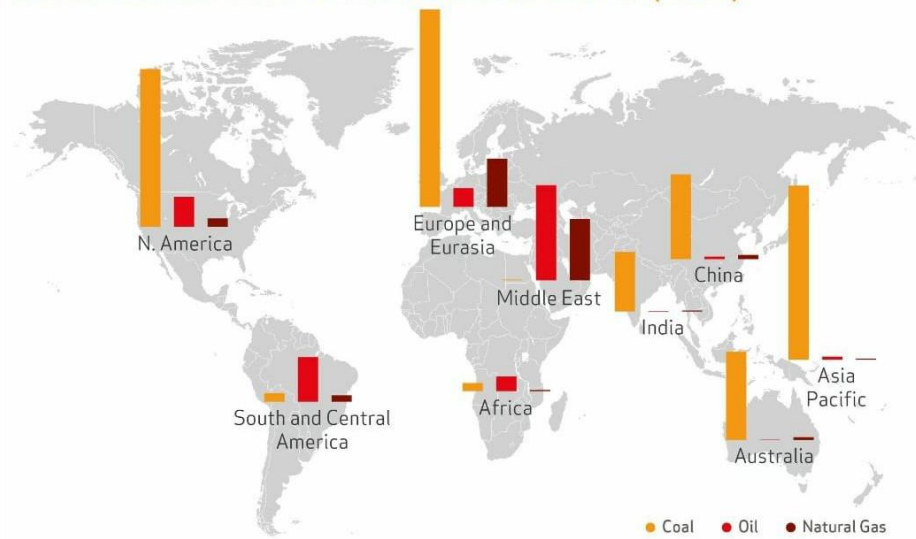 N. America
Europe and
Eurasia
Middle East
China
India
Asia
Pacific
South and Central
America
Africa
Australia
Coal
Oil
Natural Gas